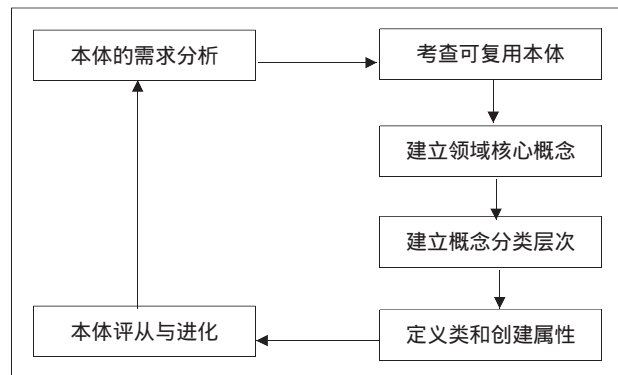 本体的需求分析
考查可复用本体
建立领域核心概念
建立概念分类层次
定义类和创建属性
本体评从与进化